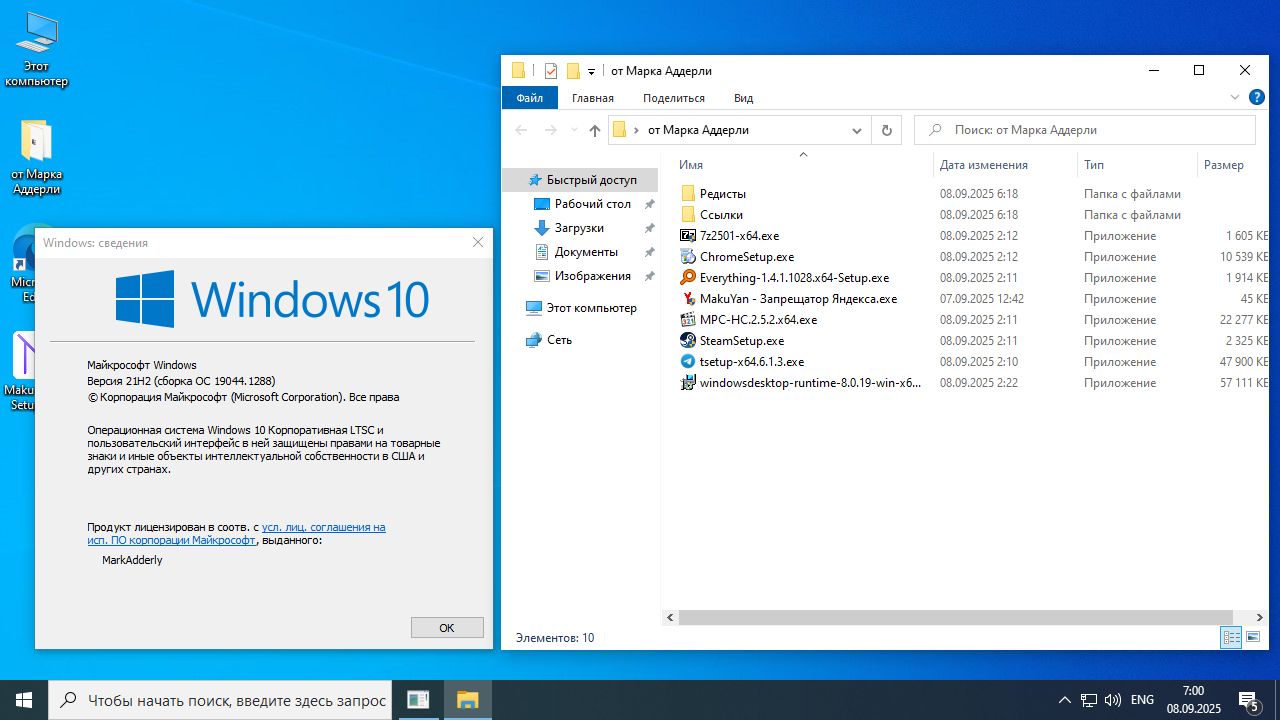 Этот
компьютер
от Марка
Аддерли
Windows: сведения
Windows 10
Майкрософт Windows
Версия 21H2 (сборка ОС 19044.1288)
© Корпорация Майкрософт (Microsoft Corporation). Все права
Операционная система Windows 10 Корпоративная LTSC и
пользовательский интерфейс в ней защищены правами на товарные
знаки и иные объекты интеллектуальной собственности в США и
других странах.
Продукт лицензирован в соотв. с усл. лиц. соглашения на
исп. ПО корпорации Майкрософт, выданного:
MarkAdderly
ОК
от Марка Аддерли
Файл Главная Поделиться Вид
от Марка Аддерли Поиск: от Марка Аддерли
Быстрый доступ
Рабочий стол
Загрузки
Документы
Изображения
Этот компьютер
Сеть
Имя Дата изменения Тип Размер
Редисты 08.09.2025 6:18 Папка с файлами
Ссылки 08.09.2025 6:18 Папка с файлами
7z2501-x64.exe 08.09.2025 2:12 Приложение 1 605 КБ
ChromeSetup.exe 08.09.2025 2:12 Приложение 10 539 КБ
Everything-1.4.1.1028.x64-Setup.exe 08.09.2025 2:11 Приложение 1 914 КБ
MakuYan - Запрещатор Яндекса.exe 07.09.2025 12:42 Приложение 45 КБ
MPC-HC.2.5.2.x64.exe 08.09.2025 2:11 Приложение 22 277 КБ
SteamSetup.exe 08.09.2025 2:11 Приложение 2 325 КБ
tsetup-x64.6.1.3.exe 08.09.2025 2:10 Приложение 47 900 КБ
windowsdesktop-runtime-8.0.19-win-x6... 08.09.2025 2:22 Приложение 57 111 КБ
Элементов: 10
Чтобы начать поиск, введите здесь запрос
ENG
7:00
08.09.2025
5